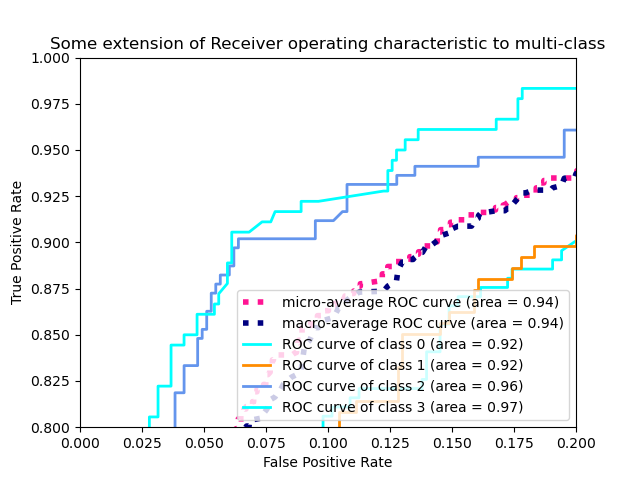 Some extension of Receiver operating characteristic to multi-class
1.000
0.975
0.950
0.925
0.900
0.875
0.850
0.825
0.800
True Positive Rate
micro-average ROC curve (area = 0.94)
macro-average ROC curve (area = 0.94)
ROC curve of class 0 (area = 0.92)
ROC curve of class 1 (area = 0.92)
ROC curve of class 2 (area = 0.96)
ROC curve of class 3 (area = 0.97)
0.000 0.025 0.050 0.075 0.100 0.125 0.150 0.175 0.200
False Positive Rate